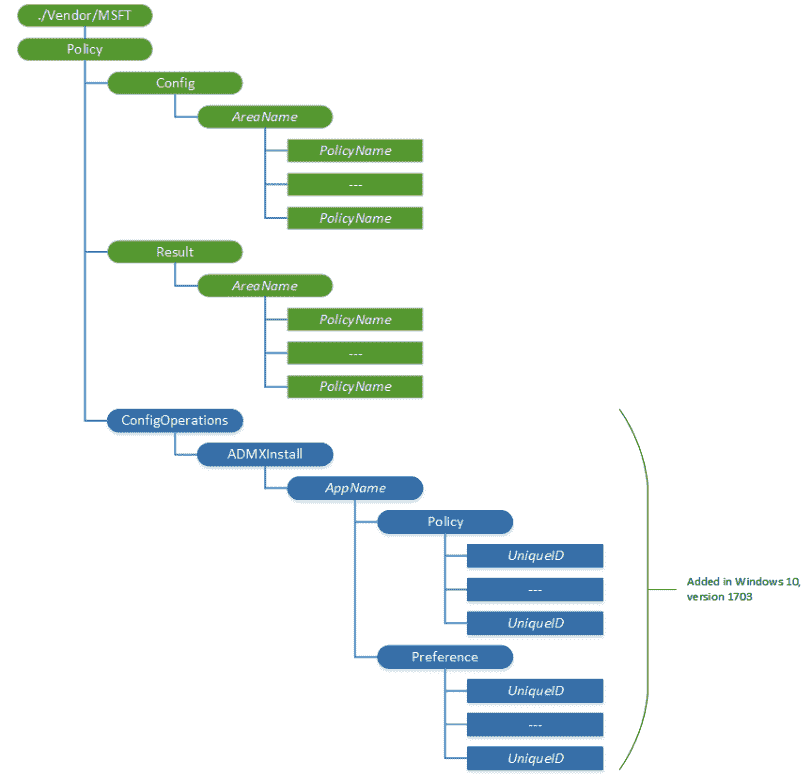 ./Vendor/MSFT
Policy
Config
AreaName
PolicyName
---
PolicyName
Result
AreaName
PolicyName
---
PolicyName
ConfigOperations
ADMXInstall
AppName
Policy
UniqueID
---
UniqueID
Preference
UniqueID
---
UniqueID
Added in Windows 10,
version 1703